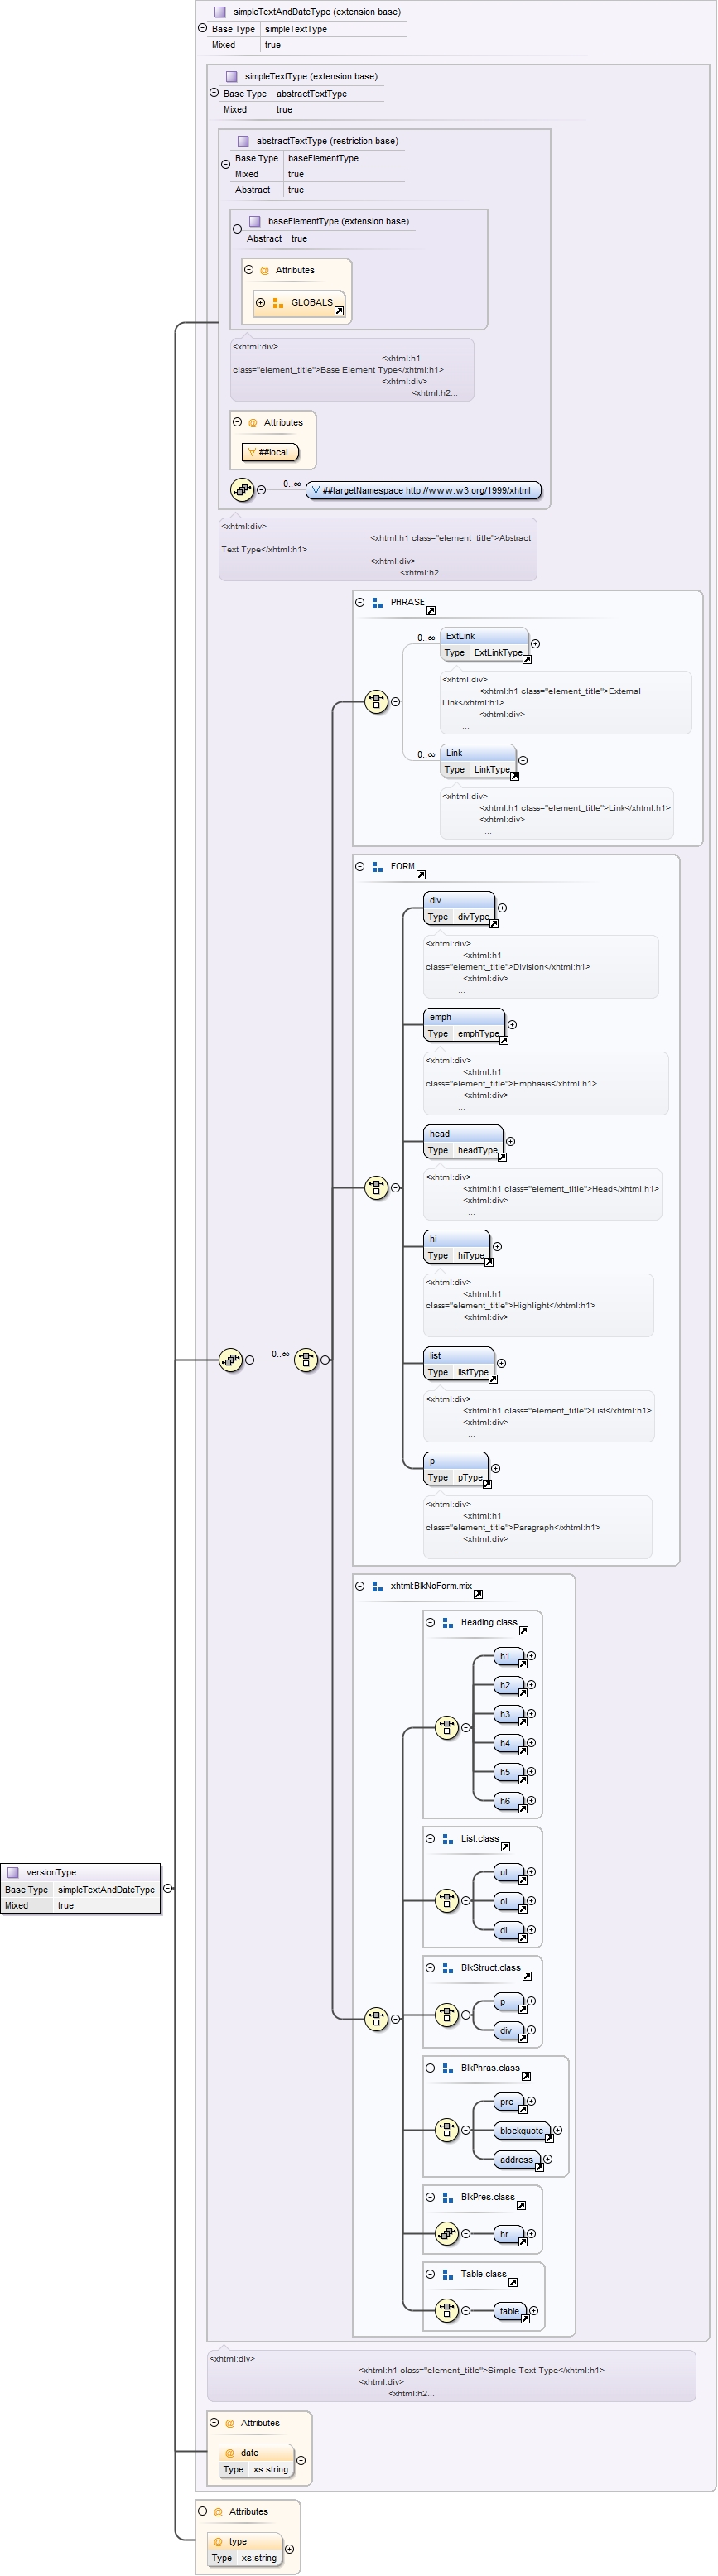 simpleTextAndDateType (extension base)
Base Type simpleTextType
Mixed true
simpleTextType (extension base)
Base Type abstractTextType
Mixed true
abstractTextType (restriction base)
Base Type baseElementType
Mixed true
Abstract true
baseElementType (extension base)
Abstract true
@ Attributes
GLOBALS
<xhtml:div>
<xhtml:h1
class="element_title">Base Element Type</xhtml:h1>
<xhtml:div>
<xhtml:h2...
@ Attributes
##local
0..∞ ##targetNamespace http://www.w3.org/1999/xhtml
<xhtml:div>
<xhtml:h1 class="element_title">Abstract
Text Type</xhtml:h1>
<xhtml:div>
<xhtml:h2...
PHRASE
0..∞ ExtLink
Type ExtLinkType
<xhtml:div>
<xhtml:h1 class="element_title">External
Link</xhtml:h1>
<xhtml:div>
...
0..∞ Link
Type LinkType
<xhtml:div>
<xhtml:h1 class="element_title">Link</xhtml:h1>
<xhtml:div>
...
FORM
div
Type divType
<xhtml:div>
<xhtml:h1
class="element_title">Division</xhtml:h1>
<xhtml:div>
...
emph
Type emphType
<xhtml:div>
<xhtml:h1
class="element_title">Emphasis</xhtml:h1>
<xhtml:div>
...
head
Type headType
<xhtml:div>
<xhtml:h1 class="element_title">Head</xhtml:h1>
<xhtml:div>
...
hi
Type hiType
<xhtml:div>
<xhtml:h1
class="element_title">Highlight</xhtml:h1>
<xhtml:div>
...
0..∞
list
Type listType
<xhtml:div>
<xhtml:h1 class="element_title">List</xhtml:h1>
<xhtml:div>
...
p
Type pType
<xhtml:div>
<xhtml:h1
class="element_title">Paragraph</xhtml:h1>
<xhtml:div>
...
xhtml:BlkNoForm.mix
Heading.class
h1
h2
h3
h4
h5
h6
List.class
ul
ol
dl
versionType
Base Type simpleTextAndDateType
Mixed true
BlkStruct.class
p
div
BlkPhras.class
pre
blockquote
address
BlkPres.class
hr
Table.class
table
<xhtml:div>
<xhtml:h1 class="element_title">Simple Text Type</xhtml:h1>
<xhtml:div>
<xhtml:h2...
@ Attributes
@ date
Type xs:string
@ Attributes
@ type
Type xs:string